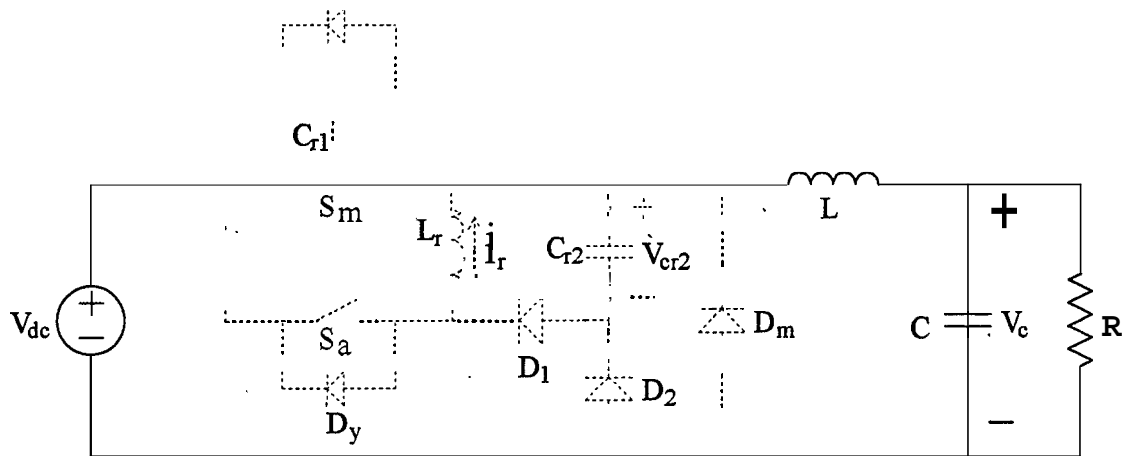 Cr1
Sm
Lr
ir
Cr2
+
Vcr2
L
+
Vdc
+
−
Sa
D1
Dm
C
Vc
R
Dy
D2
−